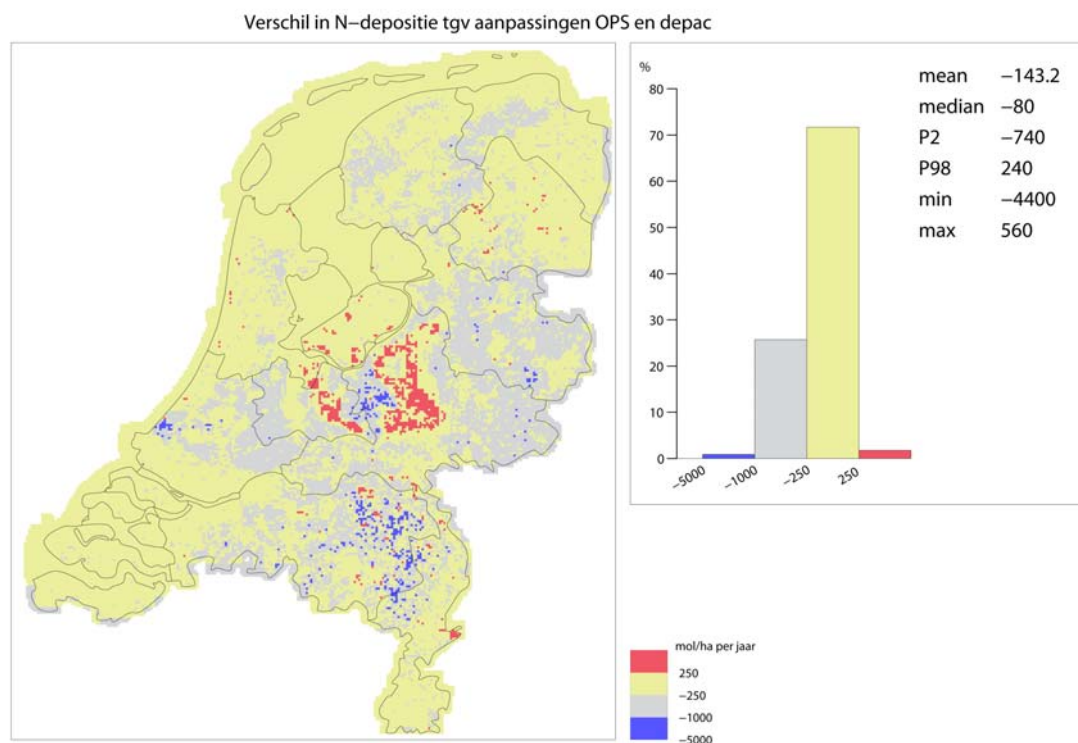 Verschil in N−depositie tgv aanpassingen OPS en depac
%
80
70
60
50
40
30
20
10
0
−5000
−1000
−250
250
mean −143.2
median −80
P2 −740
P98 240
min −4400
max 560
mol/ha per jaar
250
−250
−1000
−5000